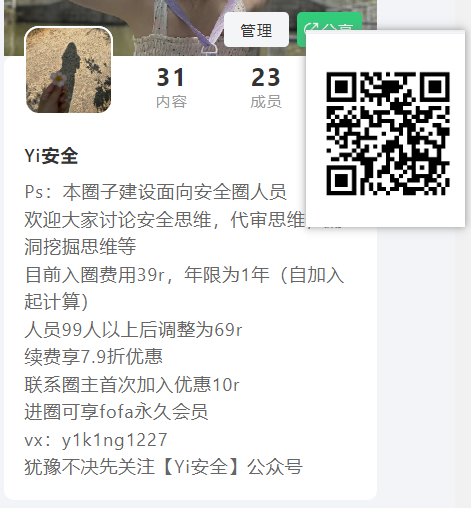 管理
分享
31
23
内容
成员
Yi安全
Ps：本圈子建设面向安全圈人员
欢迎大家讨论安全思维，代审思维，
洞挖掘思维等
目前入圈费用39r，年限为1年（自加入
起计算）
人员99人以上后调整为69r
续费享7.9折优惠
联系圈主首次加入优惠10r
进圈可享fofa永久会员
vx：y1k1ng1227
犹豫不决先关注【Yi安全】公众号